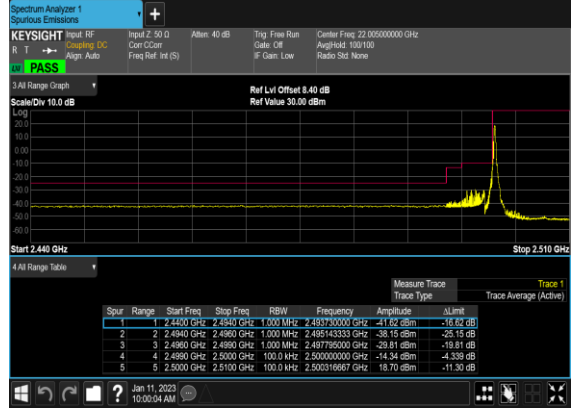 Spectrum Analyzer 1
Spurious Emissions
KEYSIGHT Input: RF Input Z: 50 Ω Atten: 40 dB Trig: Free Run Center Freq: 22.005000000 GHz
R T Coupling: DC Corr CCorr Gate: Off Avg|Hold: 100/100
Align: Auto Freq Ref: Int (S) IF Gain: Low Radio Std: None
LV PASS
3 All Range Graph
Ref Lvl Offset 8.40 dB
Scale/Div 10.0 dB Ref Value 30.00 dBm
Log
20.0
10.0
0.00
-10.0
-20.0
-30.0
-40.0
-50.0
-60.0
Start 2.440 GHz Stop 2.510 GHz
4 All Range Table
Measure Trace Trace 1
Trace Type Trace Average (Active)
Spur Range Start Freq Stop Freq RBW Frequency Amplitude ΔLimit
1 1 2.4400 GHz 2.4940 GHz 1.000 MHz 2.493730000 GHz -41.62 dBm -16.62 dB
2 2 2.4940 GHz 2.4960 GHz 1.000 MHz 2.495143333 GHz -38.15 dBm -25.15 dB
3 3 2.4960 GHz 2.4990 GHz 1.000 MHz 2.497795000 GHz -29.81 dBm -19.81 dB
4 4 2.4990 GHz 2.5000 GHz 100.0 kHz 2.500000000 GHz -14.34 dBm -4.339 dB
5 5 2.5000 GHz 2.5100 GHz 100.0 kHz 2.500316667 GHz 18.70 dBm -11.30 dB
? Jan 11, 2023
10:00:04 AM